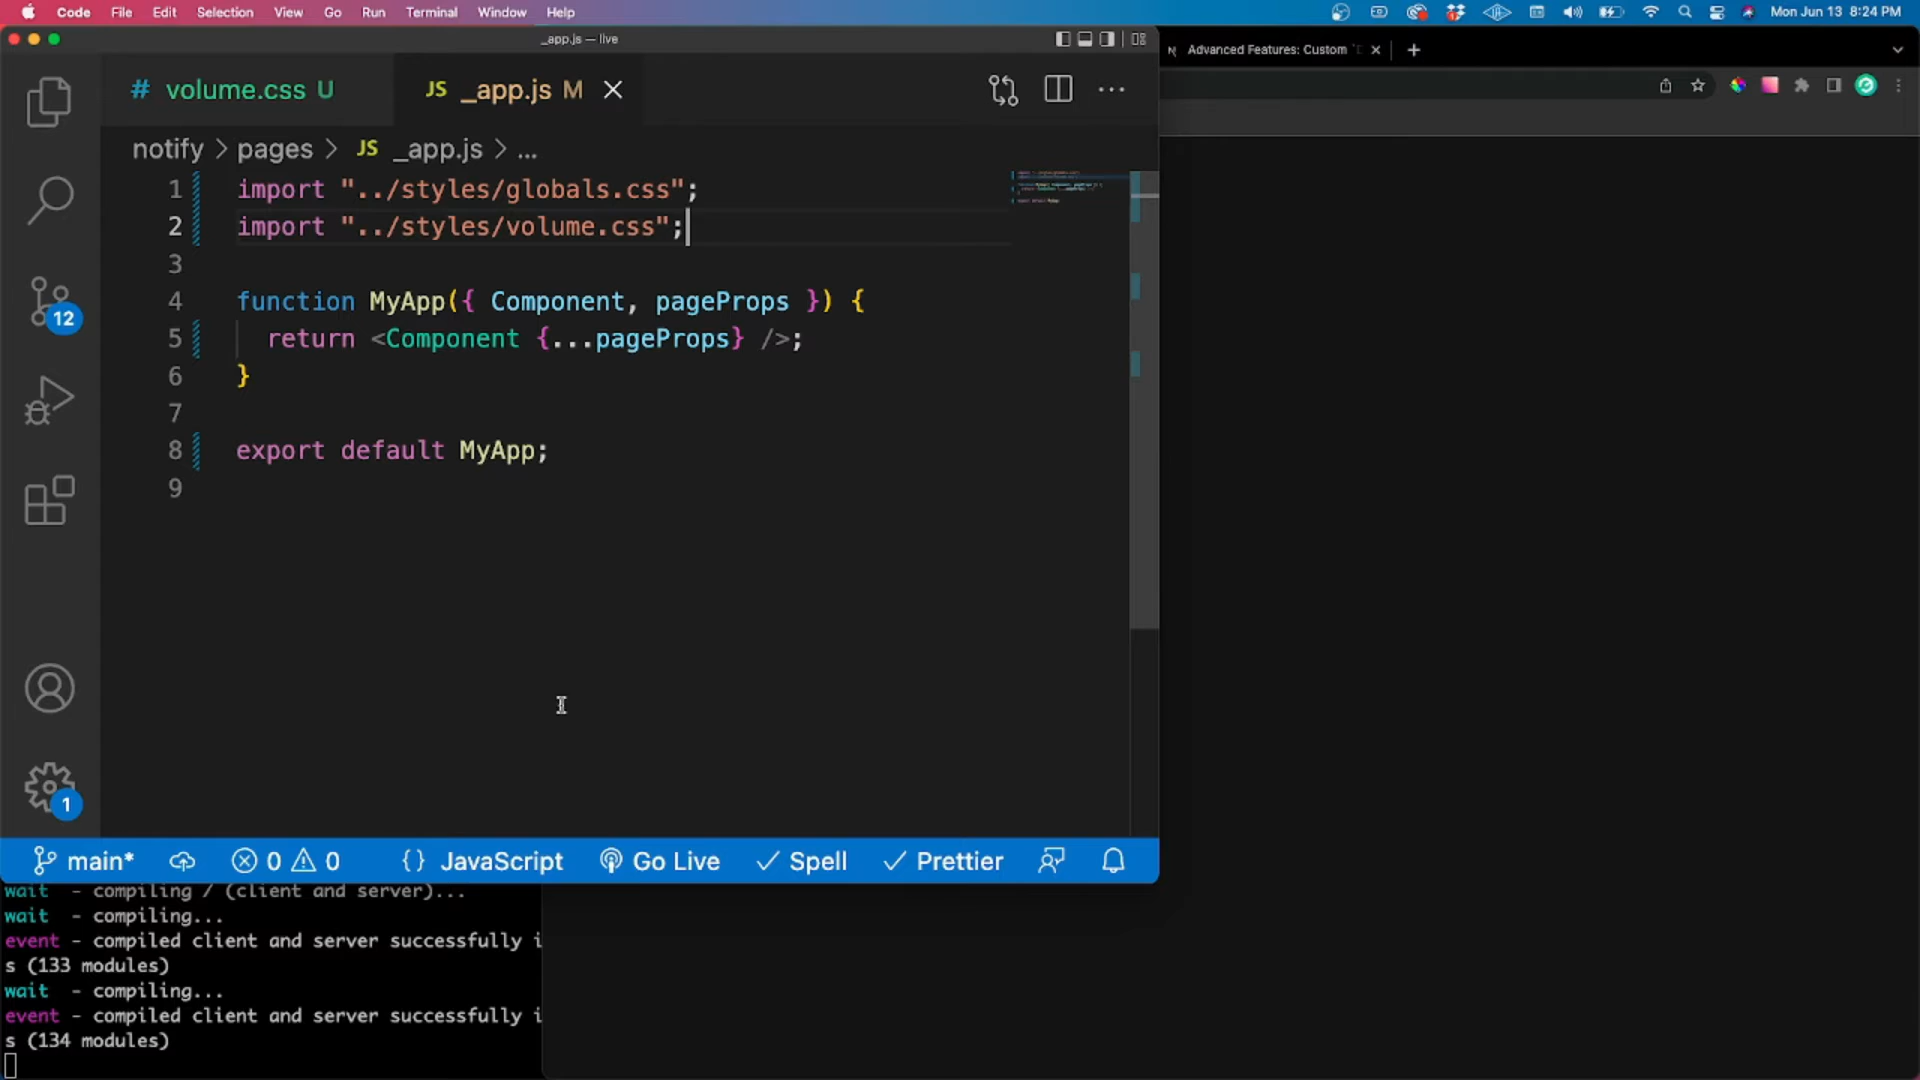 Code File Edit Selection View Go Run Terminal Window Help Mon Jun 13 8:24 PM
_app.js — live
Advanced Features: Custom
# volume.css U JS _app.js M
notify > pages > JS _app.js > ...
1 import "../styles/globals.css";
2 import "../styles/volume.css";
3
4 function MyApp({ Component, pageProps }) {
5 return <Component {...pageProps} />;
6 }
7
8 export default MyApp;
9
12
1
main* 0 0 {} JavaScript Go Live Spell Prettier
wait - compiling / (client and server)...
wait - compiling...
event - compiled client and server successfully i
s (133 modules)
wait - compiling...
event - compiled client and server successfully i
s (134 modules)